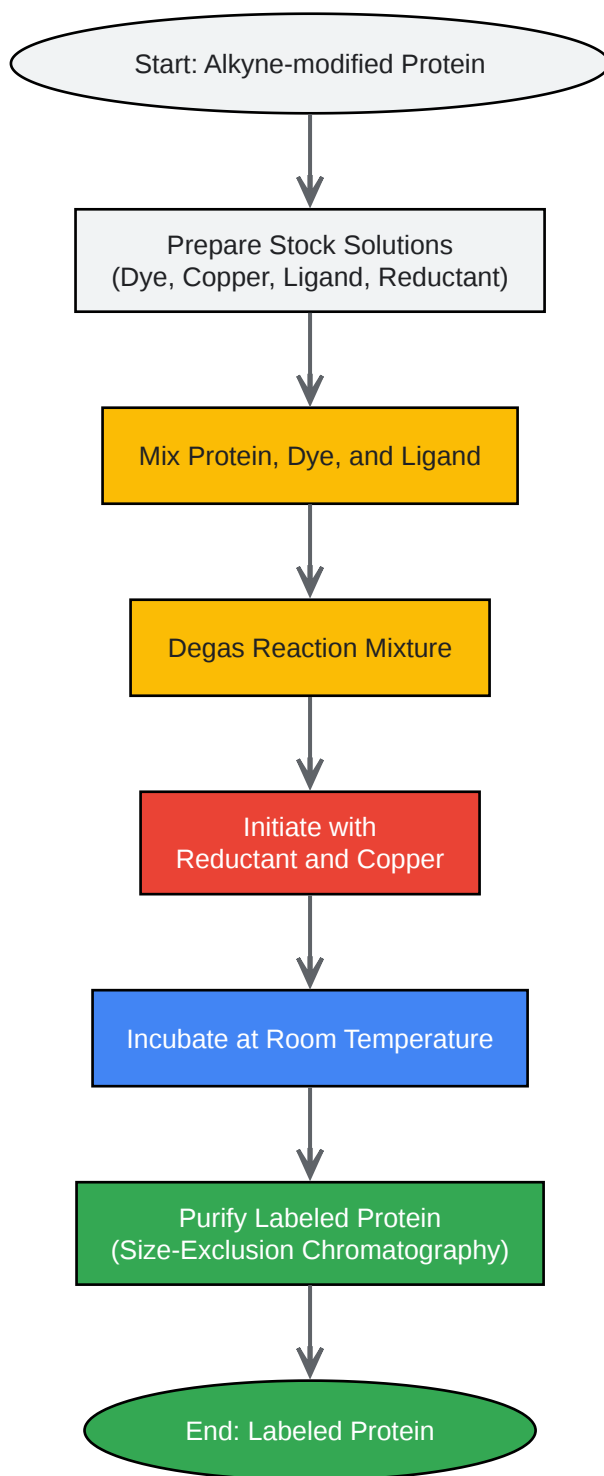 Start: Alkyne-modified Protein
Prepare Stock Solutions
(Dye, Copper, Ligand, Reductant)
Mix Protein, Dye, and Ligand
Degas Reaction Mixture
Initiate with
Reductant and Copper
Incubate at Room Temperature
Purify Labeled Protein
(Size-Exclusion Chromatography)
End: Labeled Protein